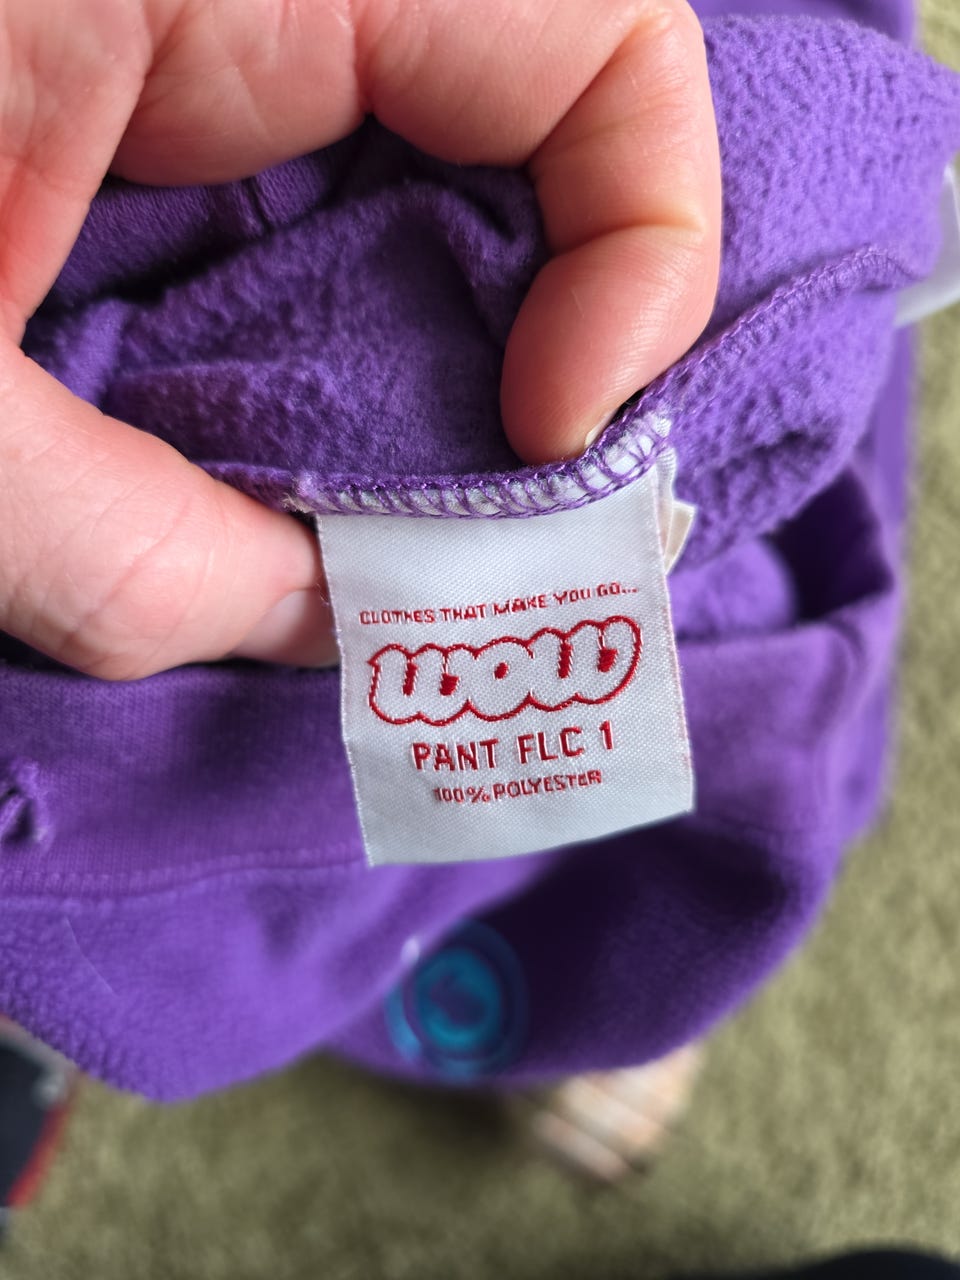 CLOTHES THAT MAKE YOU GO...
WOW
PANT FLC 1
100% POLYESTER